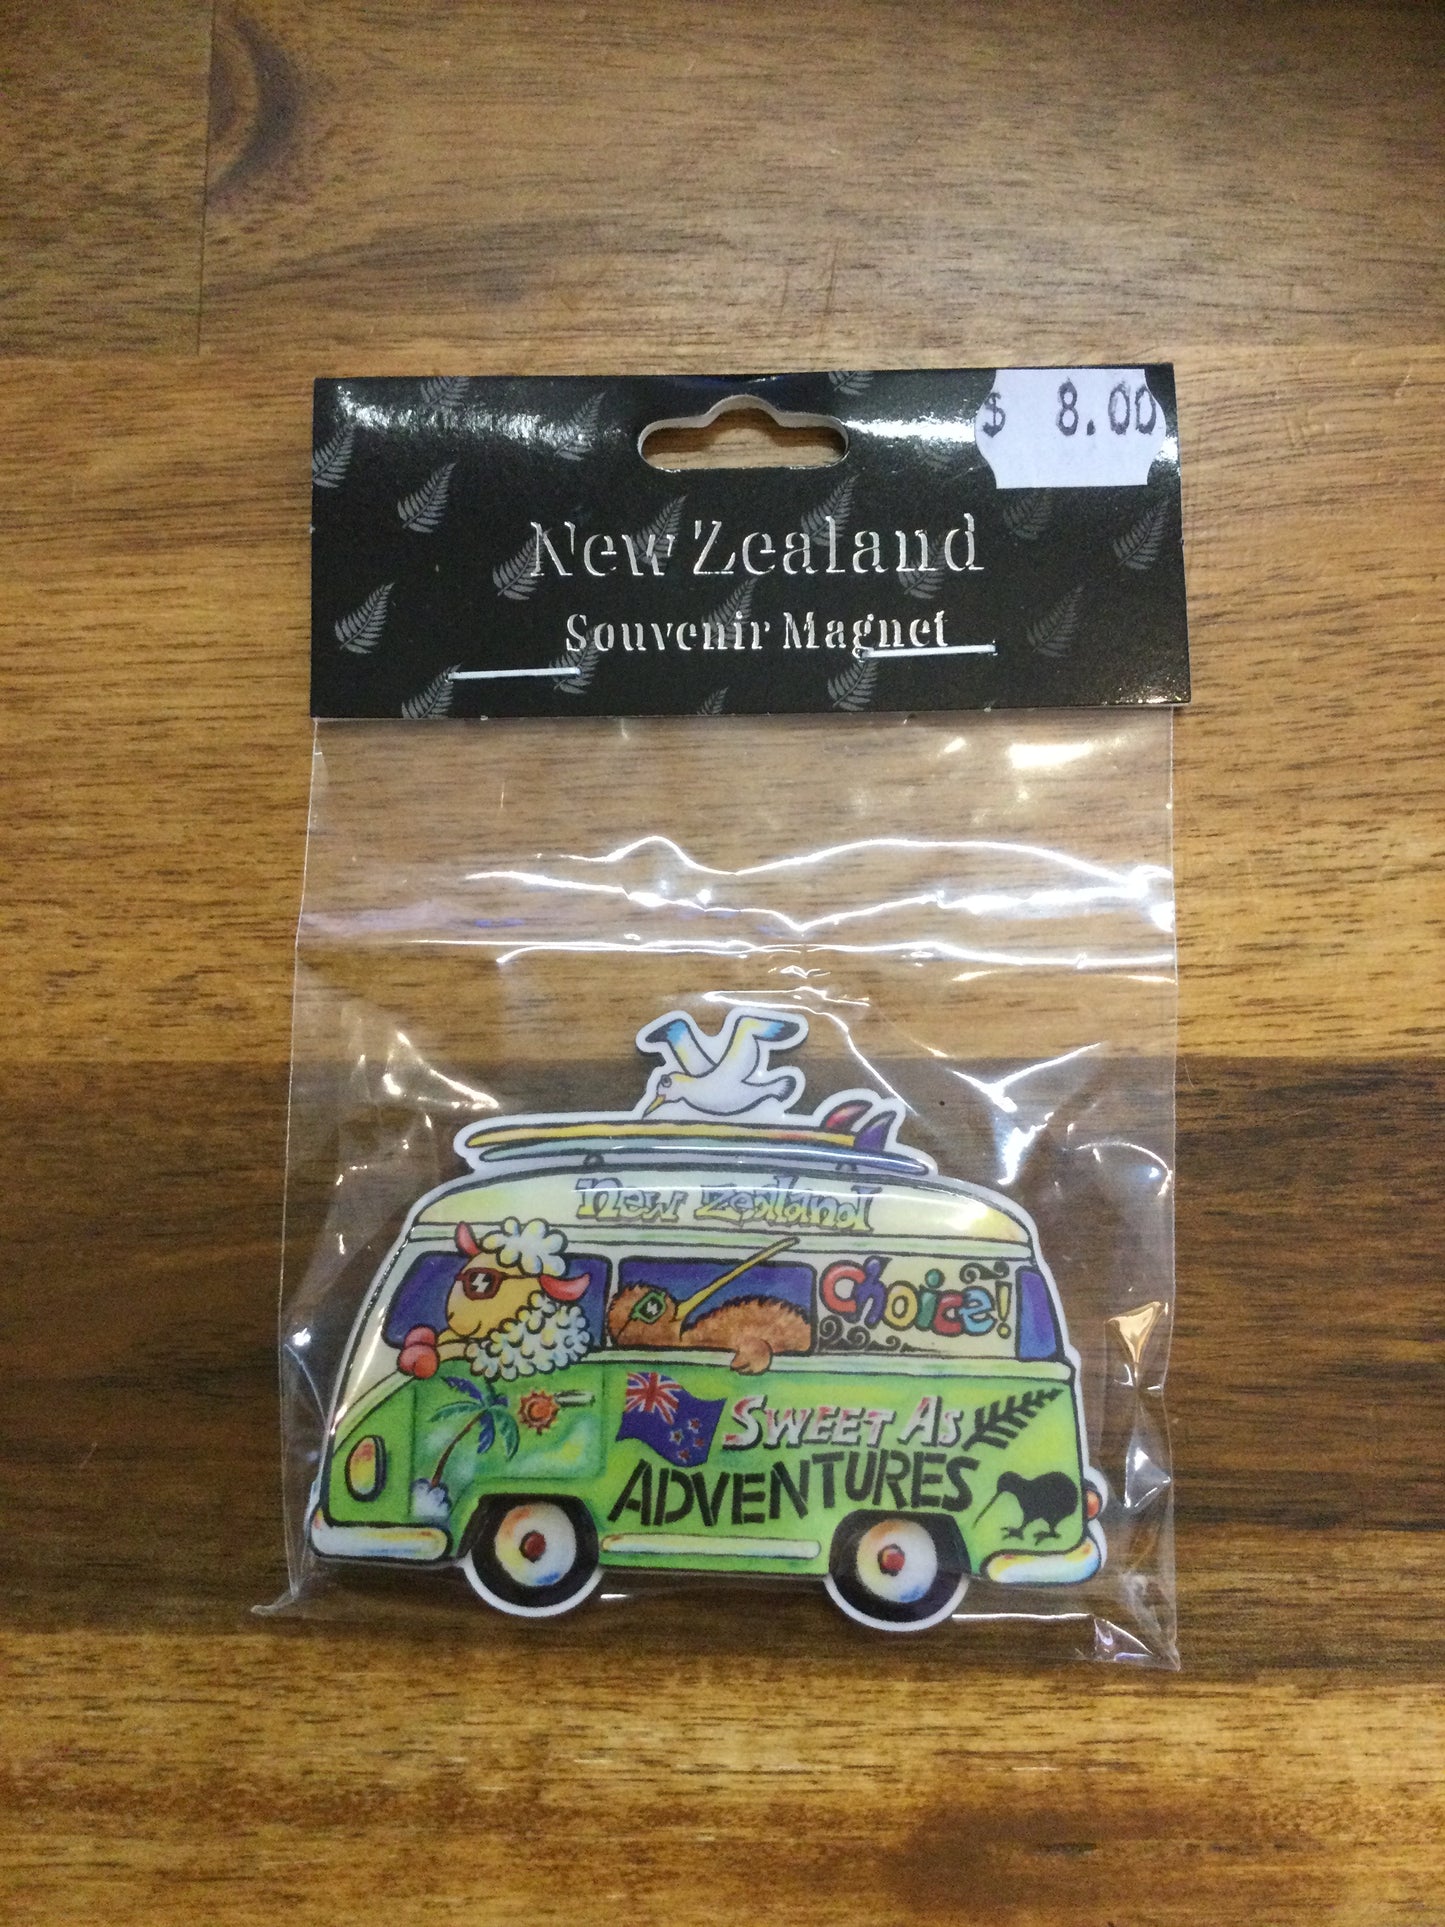 $ 8.00
New Zealand
Souvenir Magnet
New Zealand
Choice!
Sweet As
Adventures